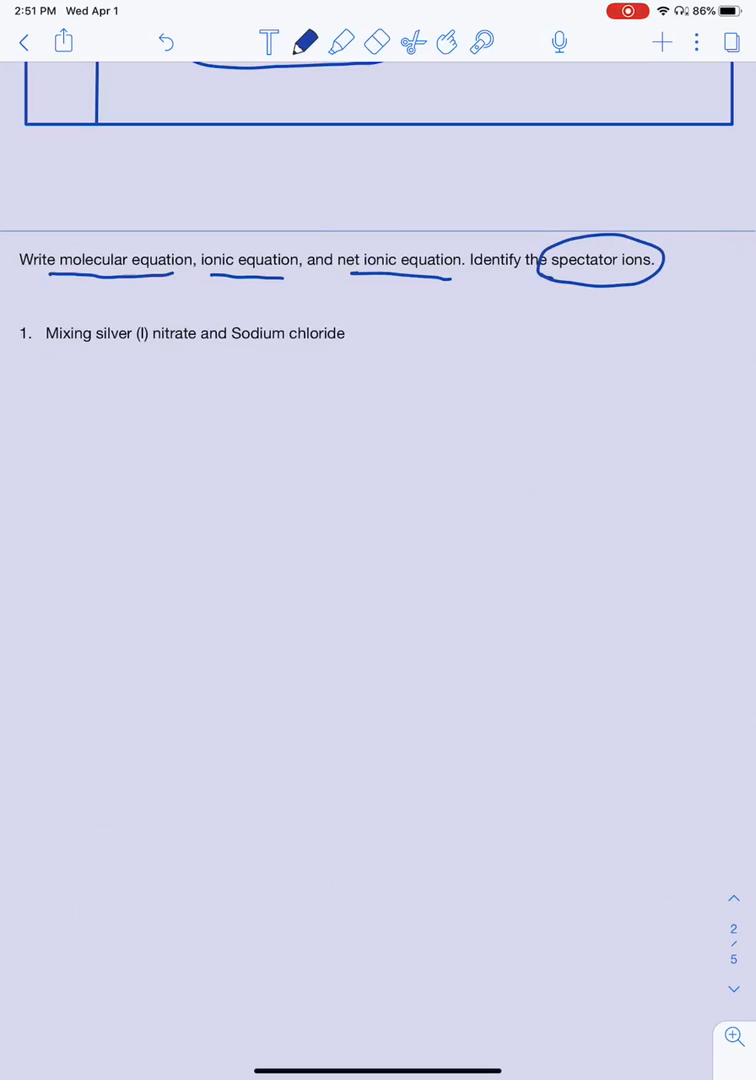 2:51 PM Wed Apr 1 86%
T
Write molecular equation, ionic equation, and net ionic equation. Identify the spectator ions.
1. Mixing silver (I) nitrate and Sodium chloride
2
/
5